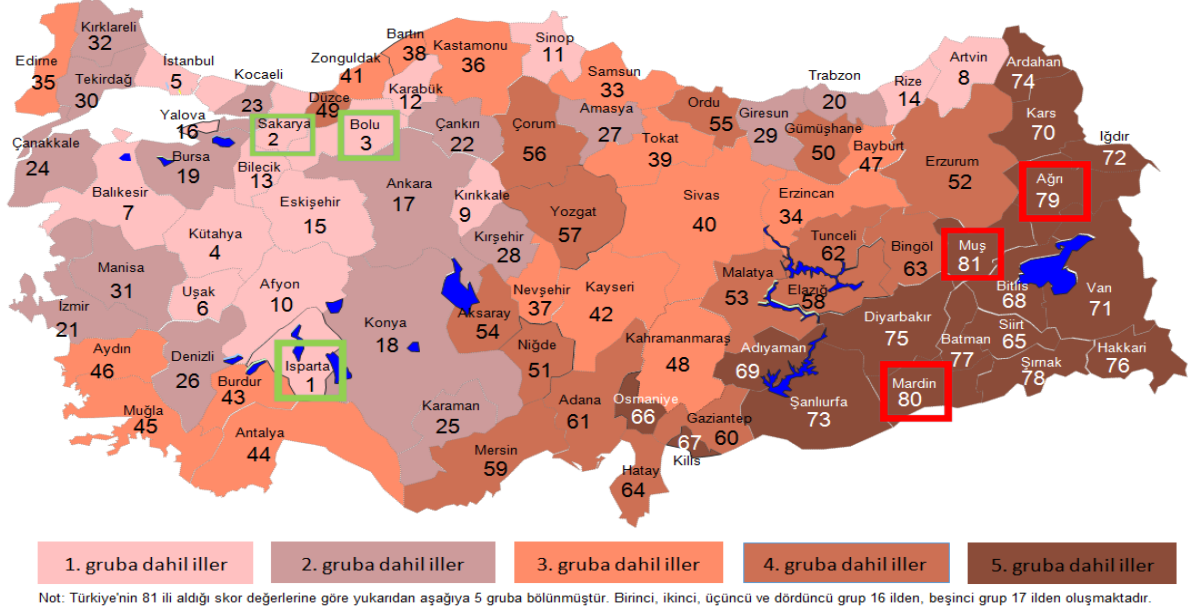 Kırklareli
32
Edirne
35
Tekirdağ
30
İstanbul
5
Kocaeli
23
Yalova
16
Sakarya
2
Düzce
49
Bolu
3
Zonguldak
41
Bartın
38
Karabük
12
Kastamonu
36
Sinop
11
Samsun
33
Çankırı
22
Çorum
56
Amasya
27
Tokat
39
Ordu
55
Giresun
29
Trabzon
20
Gümüşhane
50
Bayburt
47
Rize
14
Artvin
8
Ardahan
74
Kars
70
Iğdır
72
Erzurum
52
Ağrı
79
Çanakkale
24
Bursa
19
Bilecik
13
Balıkesir
7
Eskişehir
15
Ankara
17
Kırıkkale
9
Kırşehir
28
Yozgat
57
Sivas
40
Erzincan
34
Tunceli
62
Bingöl
63
Muş
81
Bitlis
68
Van
71
Kütahya
4
Manisa
31
Uşak
6
Afyon
10
İzmir
21
Konya
18
Aksaray
54
Nevşehir
37
Kayseri
42
Malatya
53
Elazığ
58
Diyarbakır
75
Batman
77
Siirt
65
Şırnak
78
Hakkari
76
Aydın
46
Denizli
26
Burdur
43
Isparta
1
Niğde
51
Kahramanmaraş
48
Adıyaman
69
Mardin
80
Şanlıurfa
73
Muğla
45
Antalya
44
Karaman
25
Mersin
59
Adana
61
Osmaniye
66
Gaziantep
60
67
Kilis
Hatay
64
1. gruba dahil iller
2. gruba dahil iller
3. gruba dahil iller
4. gruba dahil iller
5. gruba dahil iller
Not: Türkiye'nin 81 ili aldığı skor değerlerine göre yukarıdan aşağıya 5 gruba bölünmüştür. Birinci, ikinci, üçüncü ve dördüncü grup 16 ilden, beşinci grup 17 ilden oluşmaktadır.